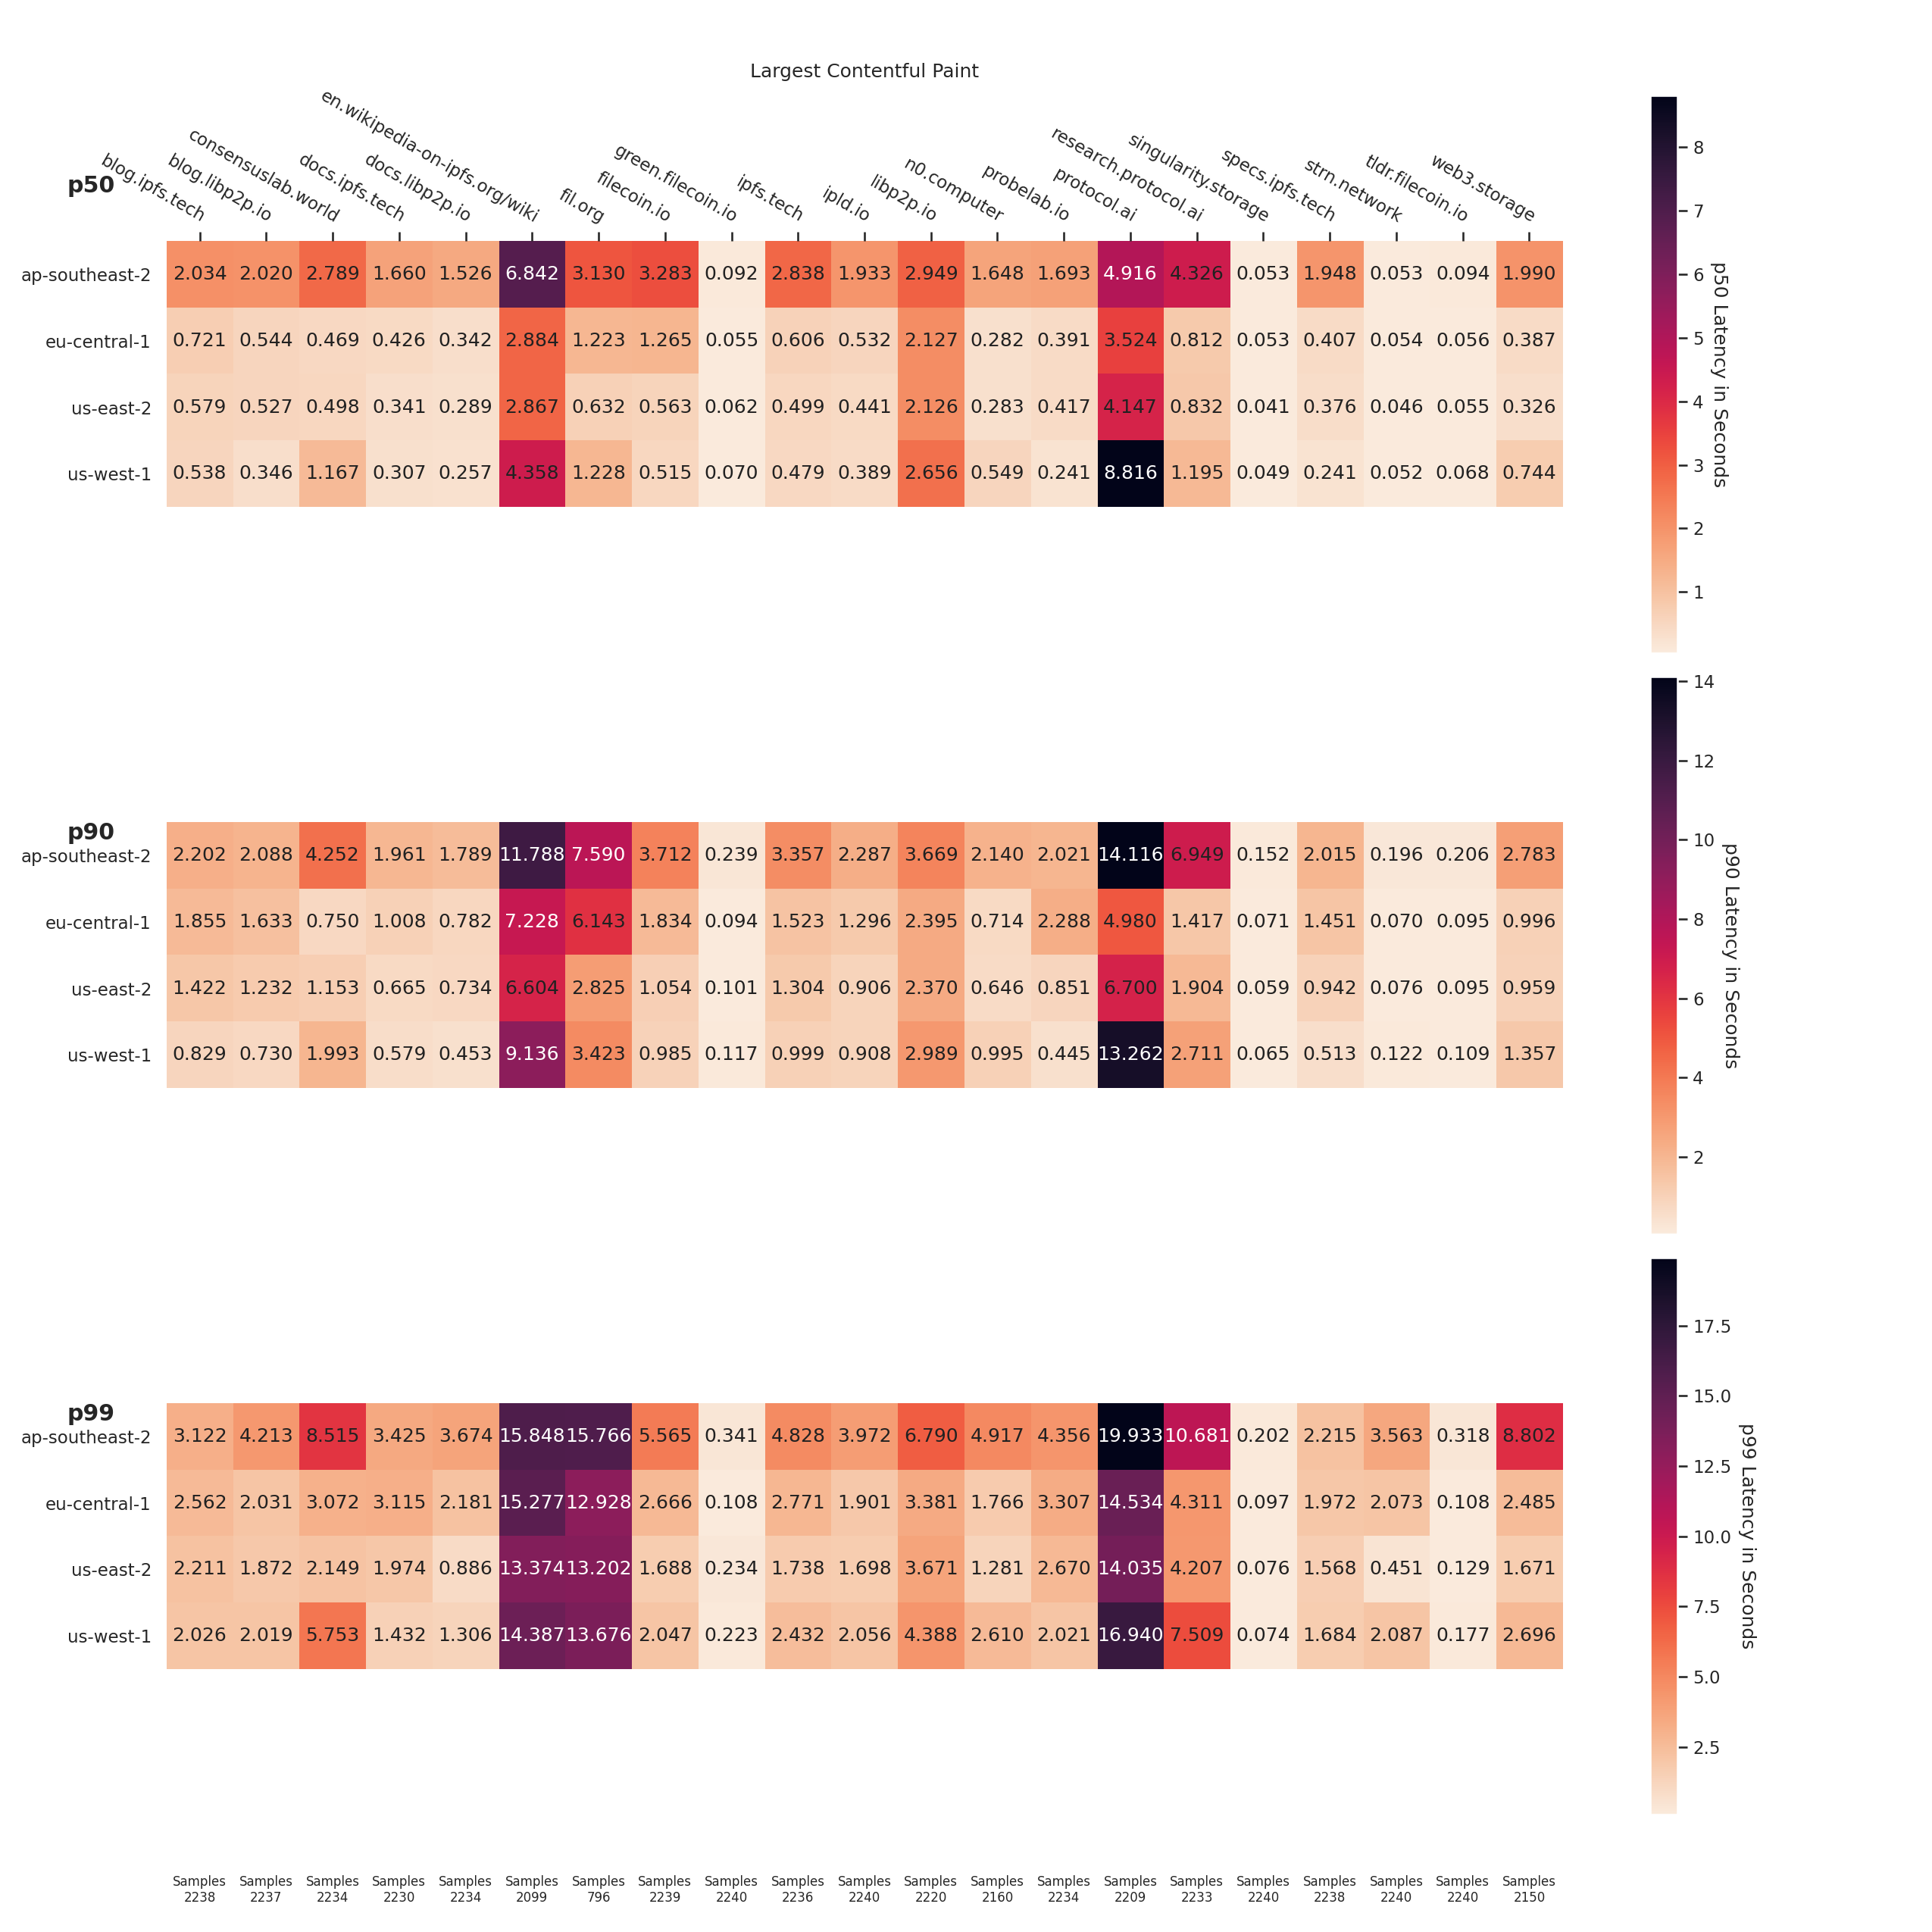 Largest Contentful Paint
p50
blog.ipfs.tech
blog.libp2p.io
consensuslab.world
docs.ipfs.tech
docs.libp2p.io
en.wikipedia-on-ipfs.org/wiki
fil.org
filecoin.io
green.filecoin.io
ipfs.tech
ipld.io
libp2p.io
n0.computer
probelab.io
protocol.ai
research.protocol.ai
singularity.storage
specs.ipfs.tech
strn.network
tldr.filecoin.io
web3.storage
ap-southeast-2 2.034 2.020 2.789 1.660 1.526 6.842 3.130 3.283 0.092 2.838 1.933 2.949 1.648 1.693 4.916 4.326 0.053 1.948 0.053 0.094 1.990
eu-central-1 0.721 0.544 0.469 0.426 0.342 2.884 1.223 1.265 0.055 0.606 0.532 2.127 0.282 0.391 3.524 0.812 0.053 0.407 0.054 0.056 0.387
us-east-2 0.579 0.527 0.498 0.341 0.289 2.867 0.632 0.563 0.062 0.499 0.441 2.126 0.283 0.417 4.147 0.832 0.041 0.376 0.046 0.055 0.326
us-west-1 0.538 0.346 1.167 0.307 0.257 4.358 1.228 0.515 0.070 0.479 0.389 2.656 0.549 0.241 8.816 1.195 0.049 0.241 0.052 0.068 0.744
8
7
6
5
4
3
2
1
p50 Latency in Seconds
p90
ap-southeast-2 2.202 2.088 4.252 1.961 1.789 11.788 7.590 3.712 0.239 3.357 2.287 3.669 2.140 2.021 14.116 6.949 0.152 2.015 0.196 0.206 2.783
eu-central-1 1.855 1.633 0.750 1.008 0.782 7.228 6.143 1.834 0.094 1.523 1.296 2.395 0.714 2.288 4.980 1.417 0.071 1.451 0.070 0.095 0.996
us-east-2 1.422 1.232 1.153 0.665 0.734 6.604 2.825 1.054 0.101 1.304 0.906 2.370 0.646 0.851 6.700 1.904 0.059 0.942 0.076 0.095 0.959
us-west-1 0.829 0.730 1.993 0.579 0.453 9.136 3.423 0.985 0.117 0.999 0.908 2.989 0.995 0.445 13.262 2.711 0.065 0.513 0.122 0.109 1.357
14
12
10
8
6
4
2
p90 Latency in Seconds
p99
ap-southeast-2 3.122 4.213 8.515 3.425 3.674 15.848 15.766 5.565 0.341 4.828 3.972 6.790 4.917 4.356 19.933 10.681 0.202 2.215 3.563 0.318 8.802
eu-central-1 2.562 2.031 3.072 3.115 2.181 15.277 12.928 2.666 0.108 2.771 1.901 3.381 1.766 3.307 14.534 4.311 0.097 1.972 2.073 0.108 2.485
us-east-2 2.211 1.872 2.149 1.974 0.886 13.374 13.202 1.688 0.234 1.738 1.698 3.671 1.281 2.670 14.035 4.207 0.076 1.568 0.451 0.129 1.671
us-west-1 2.026 2.019 5.753 1.432 1.306 14.387 13.676 2.047 0.223 2.432 2.056 4.388 2.610 2.021 16.940 7.509 0.074 1.684 2.087 0.177 2.696
17.5
15.0
12.5
10.0
7.5
5.0
2.5
p99 Latency in Seconds
Samples Samples Samples Samples Samples Samples Samples Samples Samples Samples Samples Samples Samples Samples Samples Samples Samples Samples Samples Samples Samples
2238 2237 2234 2230 2234 2099 796 2239 2240 2236 2240 2220 2160 2234 2209 2233 2240 2238 2240 2240 2150